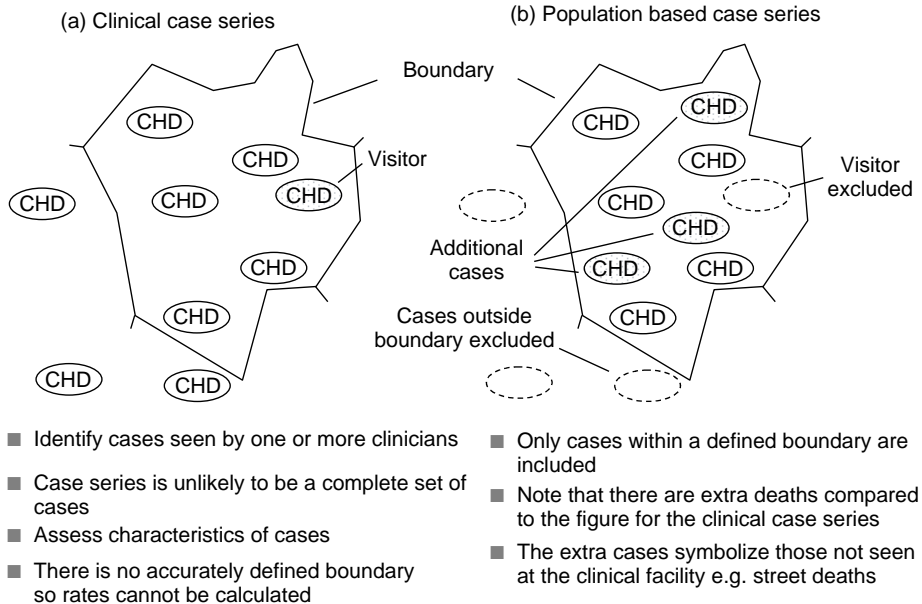 (a) Clinical case series
(b) Population based case series
Boundary
CHD
CHD
CHD
CHD
CHD
Visitor
CHD
CHD
CHD
CHD
CHD
CHD
CHD
CHD
Visitor
excluded
CHD
CHD
Additional
cases
CHD
CHD
CHD
Cases outside
boundary excluded
■ Identify cases seen by one or more clinicians
■ Case series is unlikely to be a complete set of
cases
■ Assess characteristics of cases
■ There is no accurately defined boundary
so rates cannot be calculated
■ Only cases within a defined boundary are
included
■ Note that there are extra deaths compared
to the figure for the clinical case series
■ The extra cases symbolize those not seen
at the clinical facility e.g. street deaths